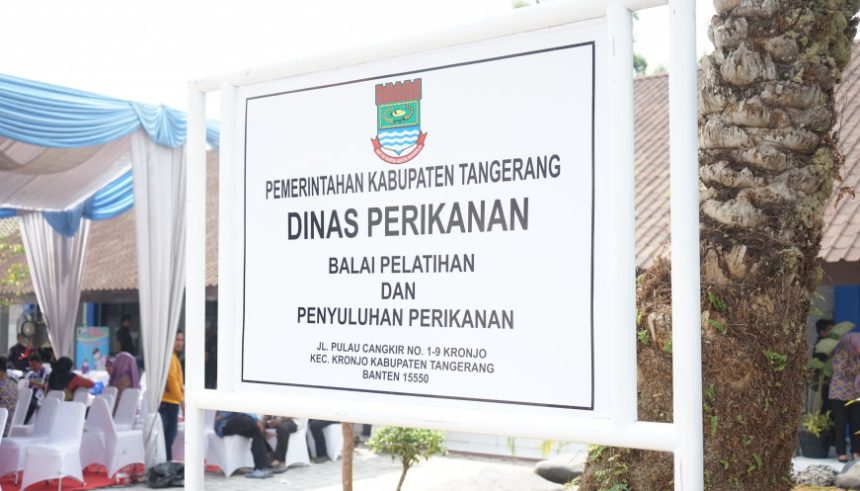 PEMERINTAHAN KABUPATEN TANGERANG
DINAS PERIKANAN
BALAI PELATIHAN
DAN
PENYULUHAN PERIKANAN
JL. PULAU CANGKIR NO. 1-9 KRONJO
KEC. KRONJO KABUPATEN TANGERANG
BANTEN 15550